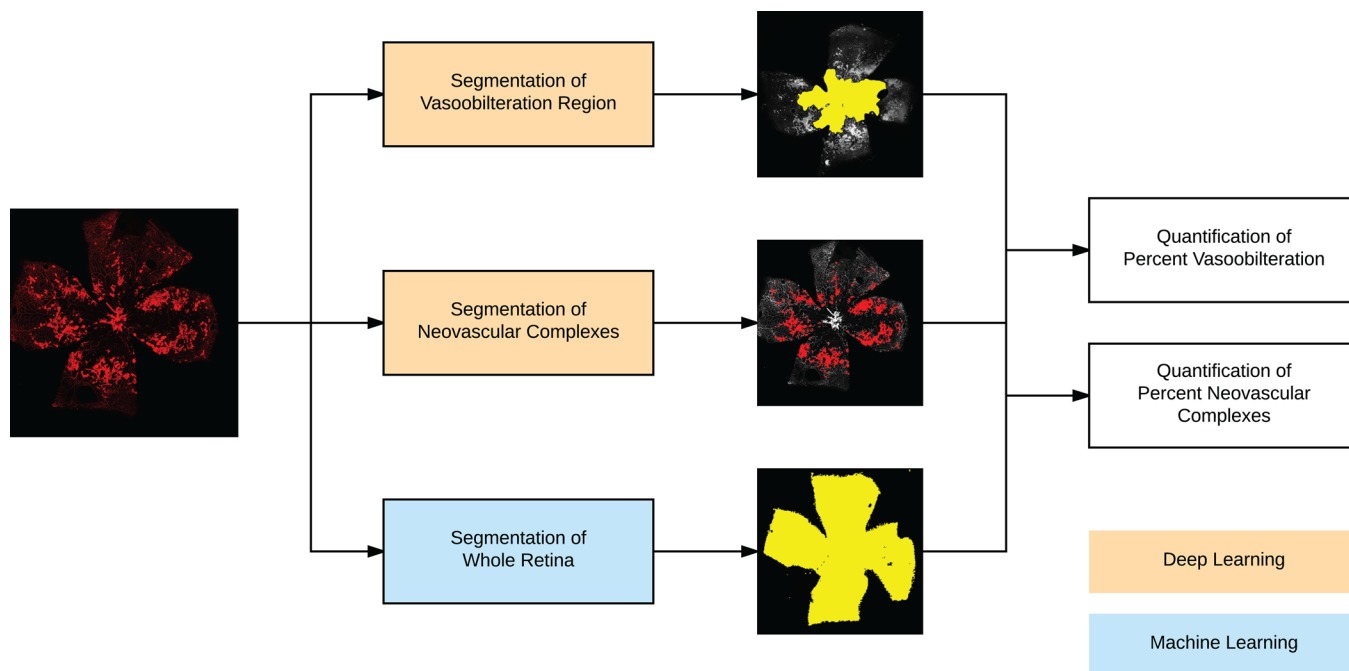 Segmentation of
Vasoobilteration Region
Segmentation of
Neovascular Complexes
Segmentation of
Whole Retina
Quantification of
Percent Vasoobilteration
Quantification of
Percent Neovascular
Complexes
Deep Learning
Machine Learning